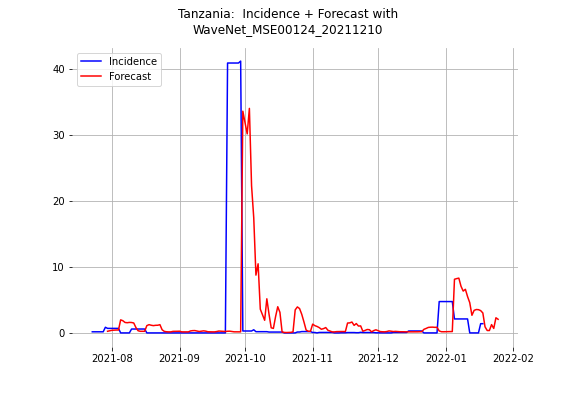 Tanzania:  Incidence + Forecast with
WaveNet_MSE00124_20211210
Incidence
Forecast
40
30
20
10
0
2021-08 2021-09 2021-10 2021-11 2021-12 2022-01 2022-02